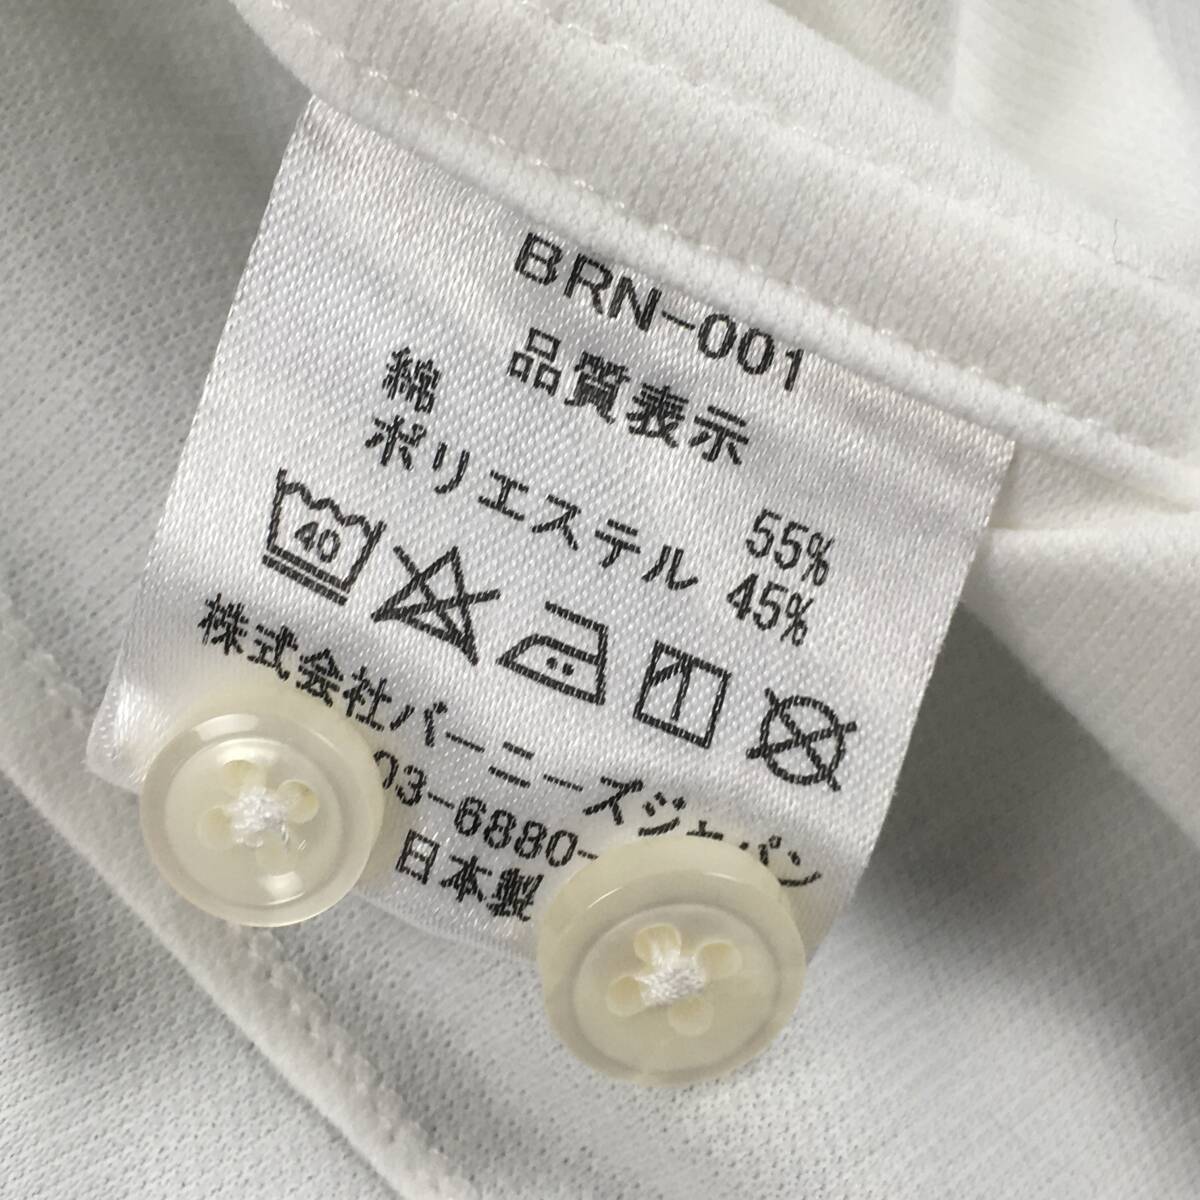 BRN-001
品質表示
綿 55%
ポリエステル 45%
40
株式会社バーニーズジャパン
03-6880-
日本製